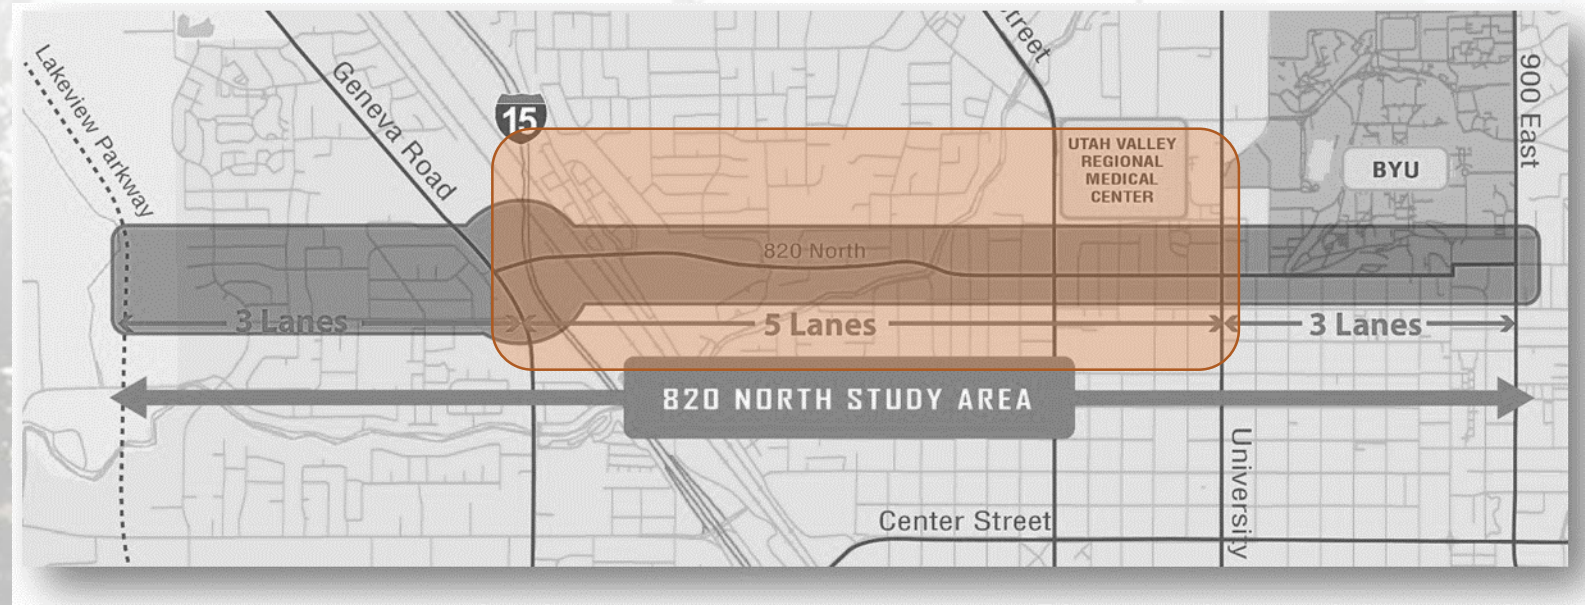 Lakeview Parkway
Geneva Road
15
treet
UTAH VALLEY
REGIONAL
MEDICAL
CENTER
BYU
900 East
820 North
3 Lanes
5 Lanes
3 Lanes
820 NORTH STUDY AREA
University
Center Street